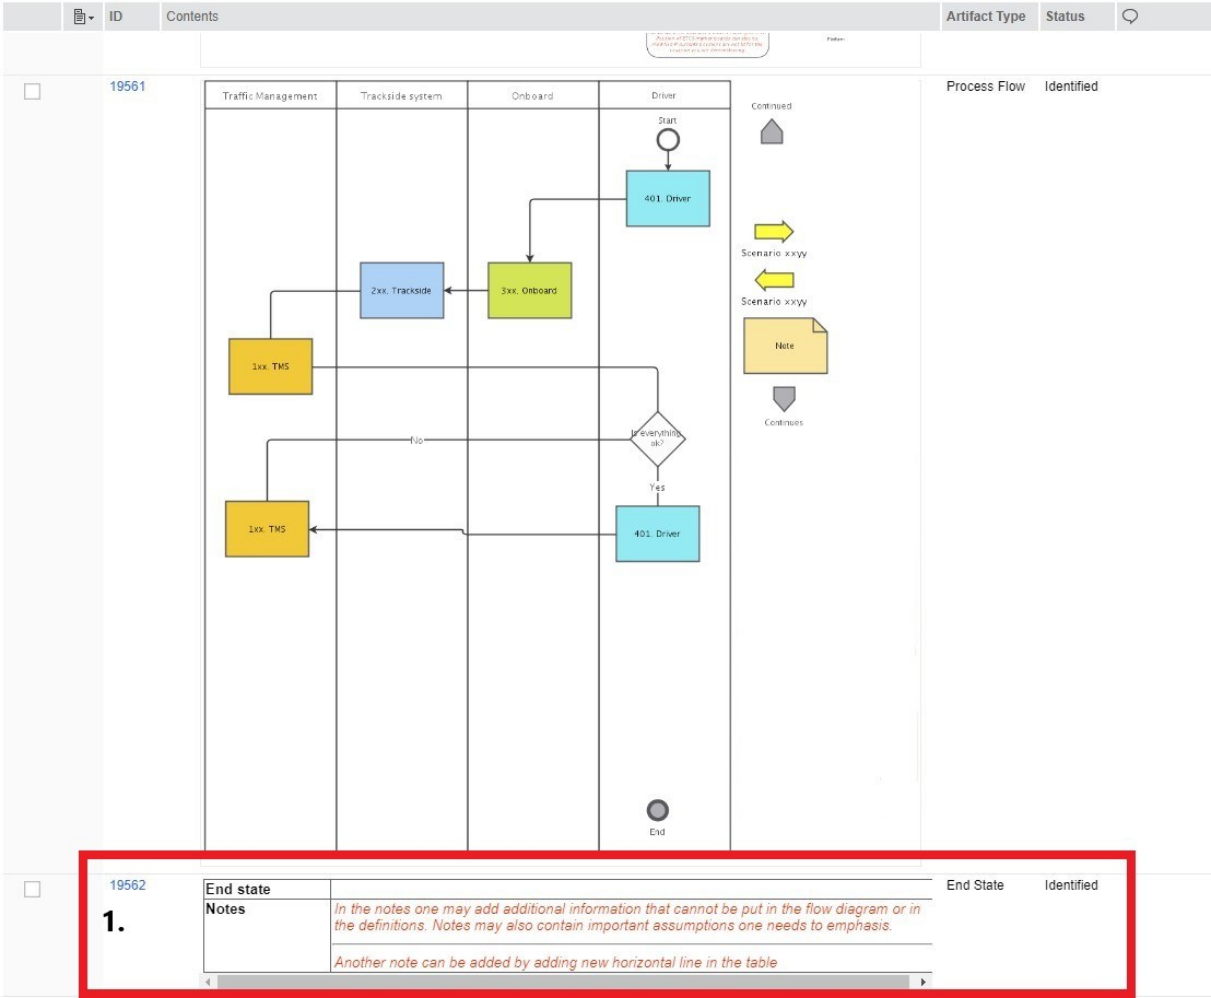 ID Contents Artifact Type Status
19561 Process Flow Identified
Traffic Management Trackside system Onboard Driver
Continued
Start
401. Driver
Scenario xxyy
2xx. Trackside 3xx. Onboard
Scenario xxyy
Note
1xx. TMS
Continues
Is everything
ok?
No
Yes
1xx. TMS
401. Driver
End
19562 End state End State Identified
1.
Notes In the notes one may add additional information that cannot be put in the flow diagram or in
the definitions. Notes may also contain important assumptions one needs to emphasis.
Another note can be added by adding new horizontal line in the table